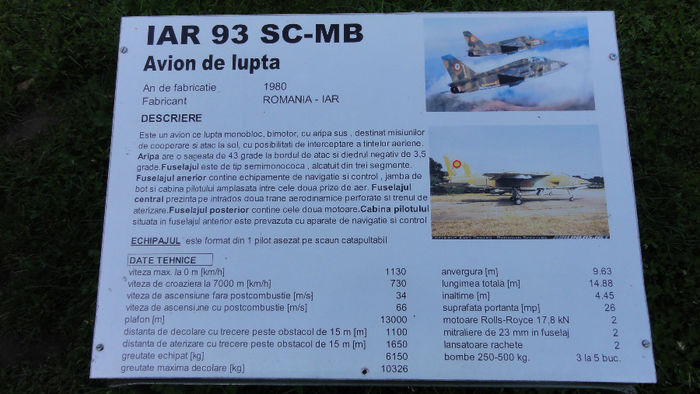 IAR 93 SC-MB
Avion de lupta
An de fabricatie 1980
Fabricant ROMANIA - IAR
DESCRIERE
Este un avion ce lupta monobloc, bimotor, cu aripa sus , destinat misiunilor
de cooperare si atac la sol, cu posibilitati de interceptare a tintelor aeriene.
Aripa are o sageata de 43 grade la bordul de atac si diedrul negativ de 3,5
grade.Fuselajul este de tip semimonococa , alcatuit din trei segmente.
Fuselajul anerior contine echipamente de navigatie si control , jamba de
bot si cabina pilotului amplasata intre cele doua prize de aer. Fuselajul
central prezinta pe intrados doua trane aerodinamice perforate si trenul de
aterizare.Fuselajul posterior contine cele doua motoare.Cabina pilotului
situata in fuselajul anterior este prevazuta cu aparate de navigatie si control
ECHIPAJUL este format din 1 pilot asezat pe scaun catapultabil
DATE TEHNICE
viteza max. la 0 m [km/h] 1130
viteza de croaziera la 7000 m [km/h] 730
viteza de ascensiune fara postcombustie [m/s] 34
viteza de ascensiune cu postcombustie [m/s] 66
plafon [m] 13000
distanta de decolare cu trecere peste obstacol de 15 m [m] 1100
distanta de aterizare cu trecere peste obstacol de 15 m [m] 1650
greutate echipat [kg] 6150
greutate maxima decolare [kg] 10326
anvergura [m] 9.63
lungimea totala [m] 14.88
inaltime [m] 4.45
suprafata portanta [mp] 26
motoare Rolls-Royce 17,8 kN 2
mitraliere de 23 mm in fuselaj 2
lansatoare rachete 2
bombe 250-500 kg. 3 la 5 buc.